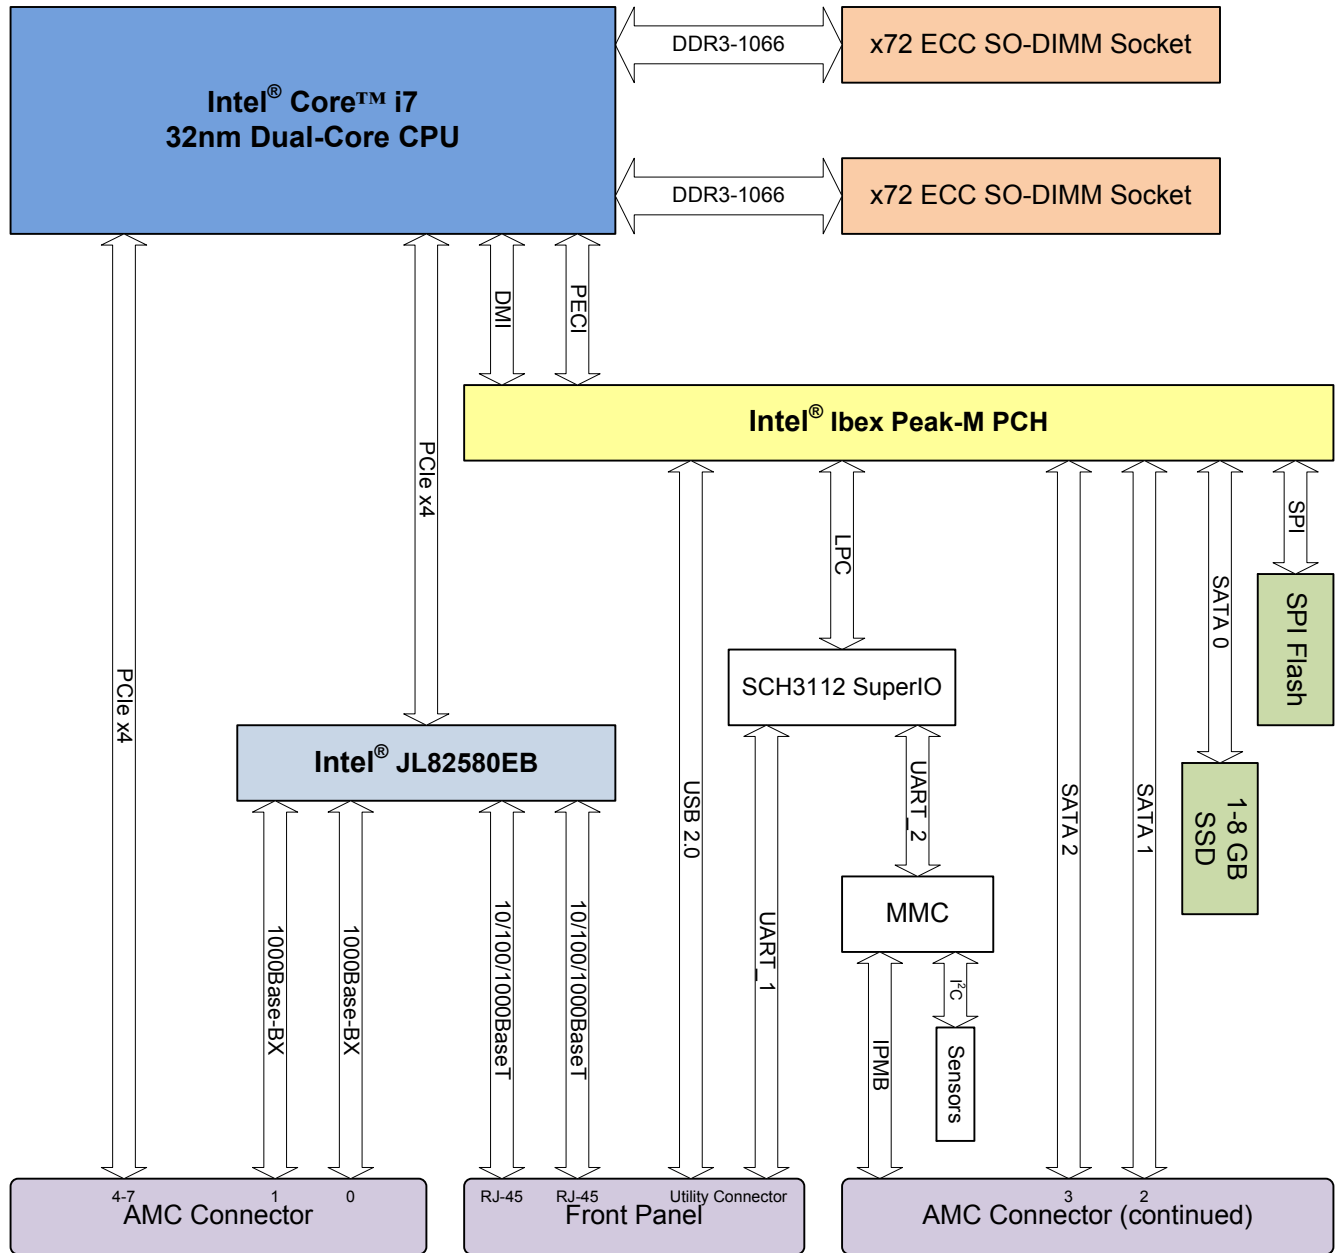 Intel® Core™ i7
32nm Dual-Core CPU
DDR3-1066
x72 ECC SO-DIMM Socket
DDR3-1066
x72 ECC SO-DIMM Socket
DMI
PECI
Intel® Ibex Peak-M PCH
PCIe x4
PCIe x4
LPC
SPI
SPI Flash
SATA 0
SCH3112 SuperIO
Intel® JL82580EB
USB 2.0
UART_2
SATA 2
SATA 1
1-8 GB
SSD
MMC
1000Base-BX
1000Base-BX
10/100/1000BaseT
10/100/1000BaseT
UART_1
I²C
IPMB
Sensors
4-7
1
0
AMC Connector
RJ-45
RJ-45
Utility Connector
Front Panel
3
2
AMC Connector (continued)